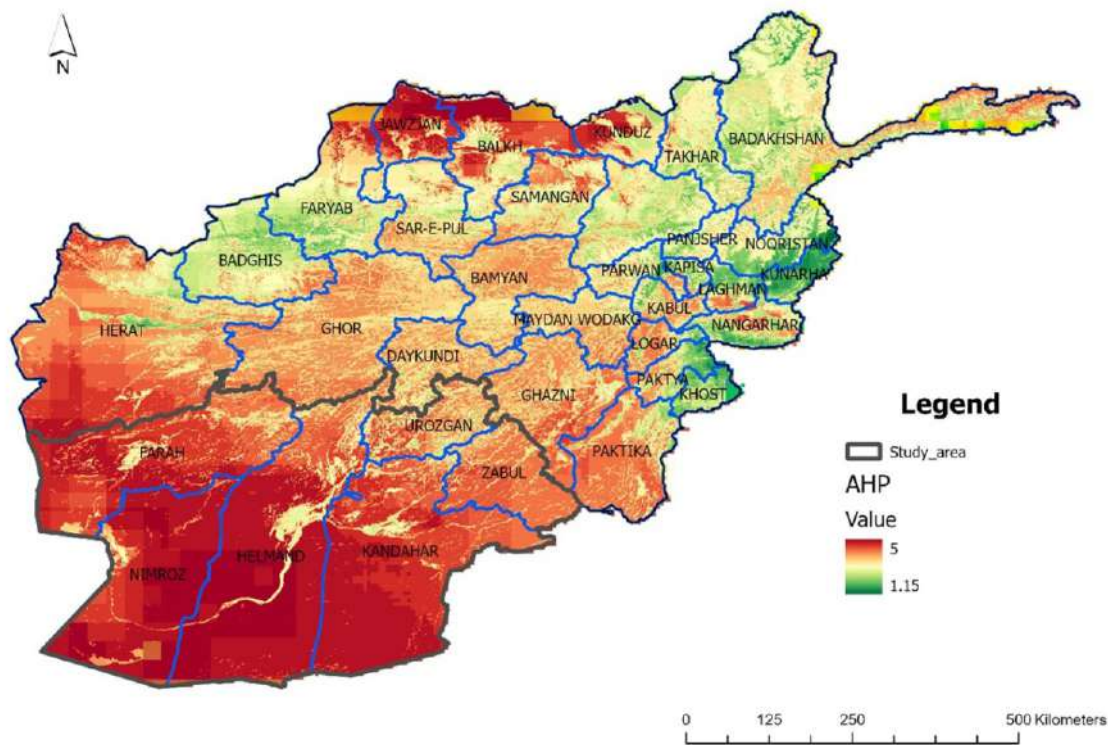 N
JAWZJAN
BALKH
KUNDUZ
TAKHAR
BADAKHSHAN
FARYAB
SAMANGAN
SAR-E-PUL
PANJSHER
NOORISTAN
BADGHIS
BAMYAN
PARWAN
KAPISA
KUNARHA
LAGHMAN
HERAT
GHOR
MAYDAN WODAKG
KABUL
NANGARHAR
LOGAR
DAYKUNDI
GHAZNI
PAKTYA
KHOST
UROZGAN
FARAH
ZABUL
PAKTIKA
NIMROZ
HELMAND
KANDAHAR
Legend
Study_area
AHP
Value
5
1.15
0 125 250 500 Kilometers